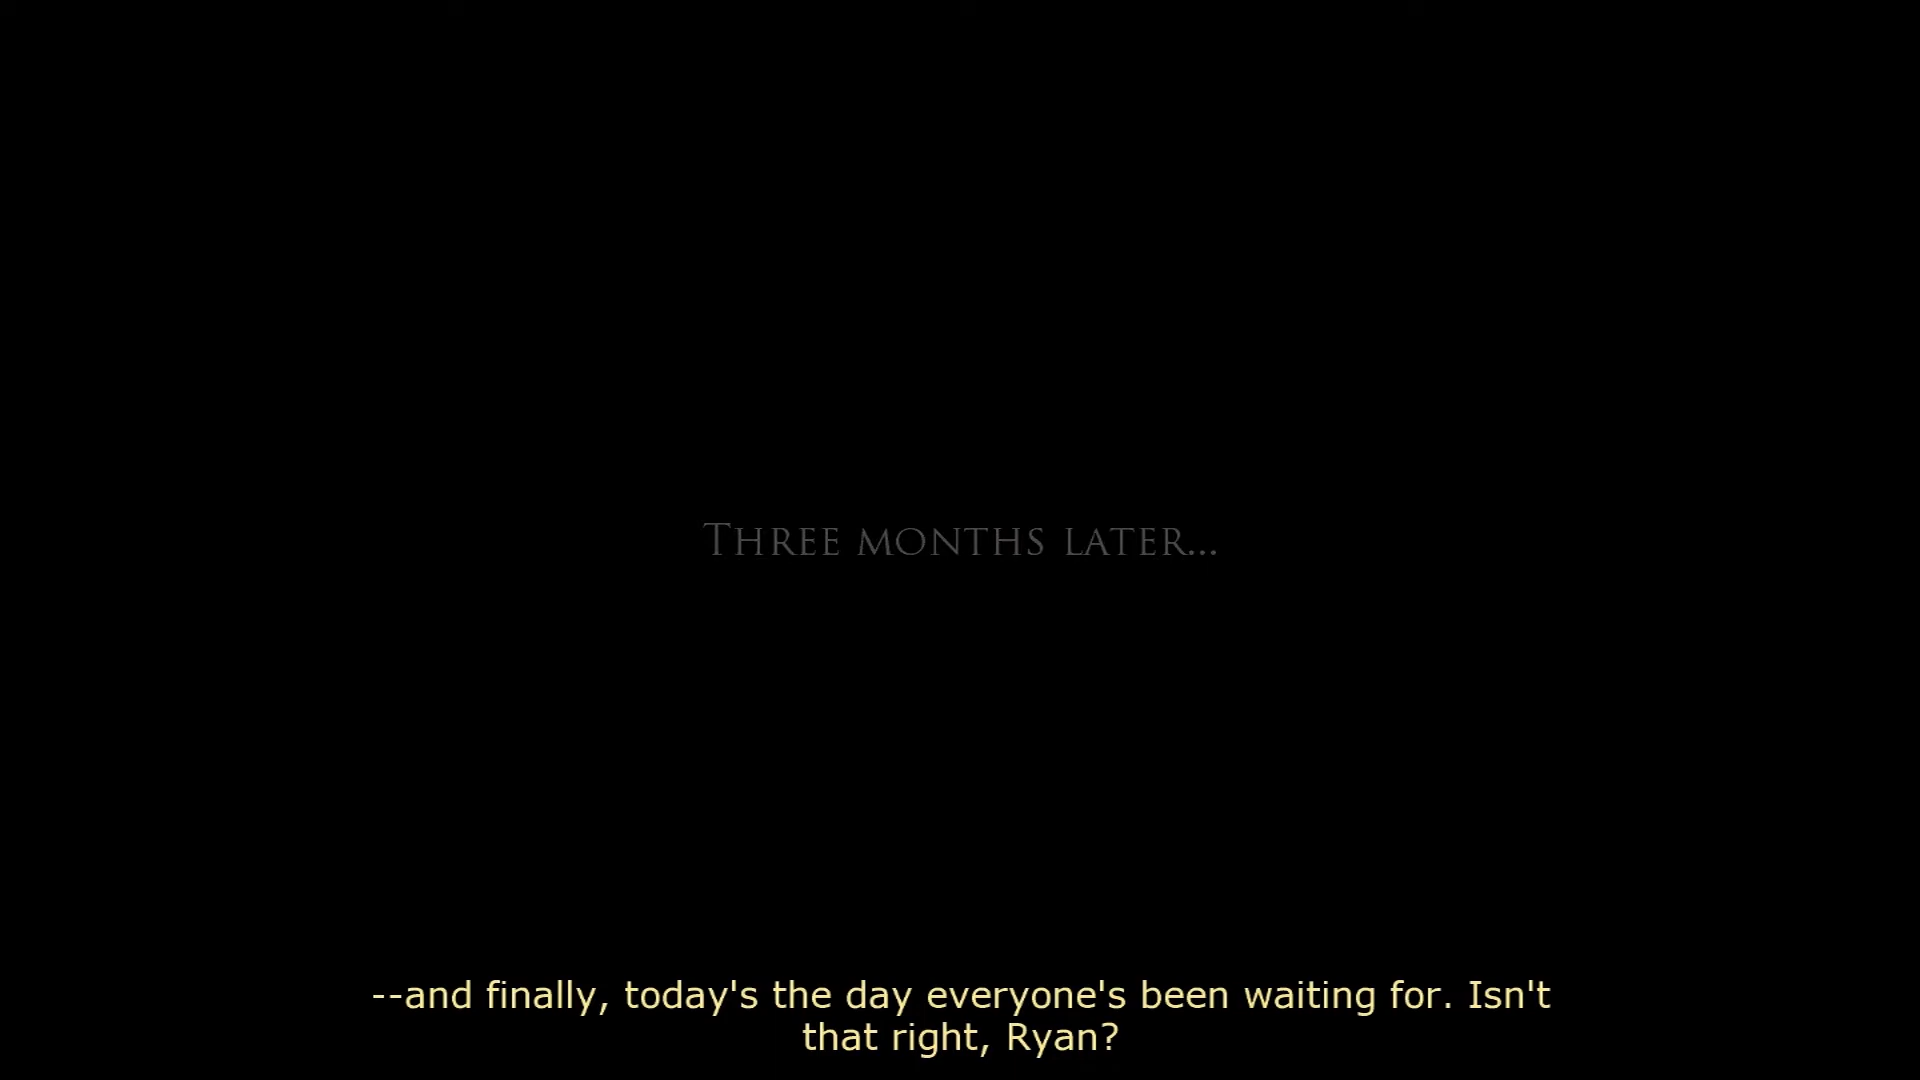 THREE MONTHS LATER...
--and finally, today's the day everyone's been waiting for. Isn't
that right, Ryan?